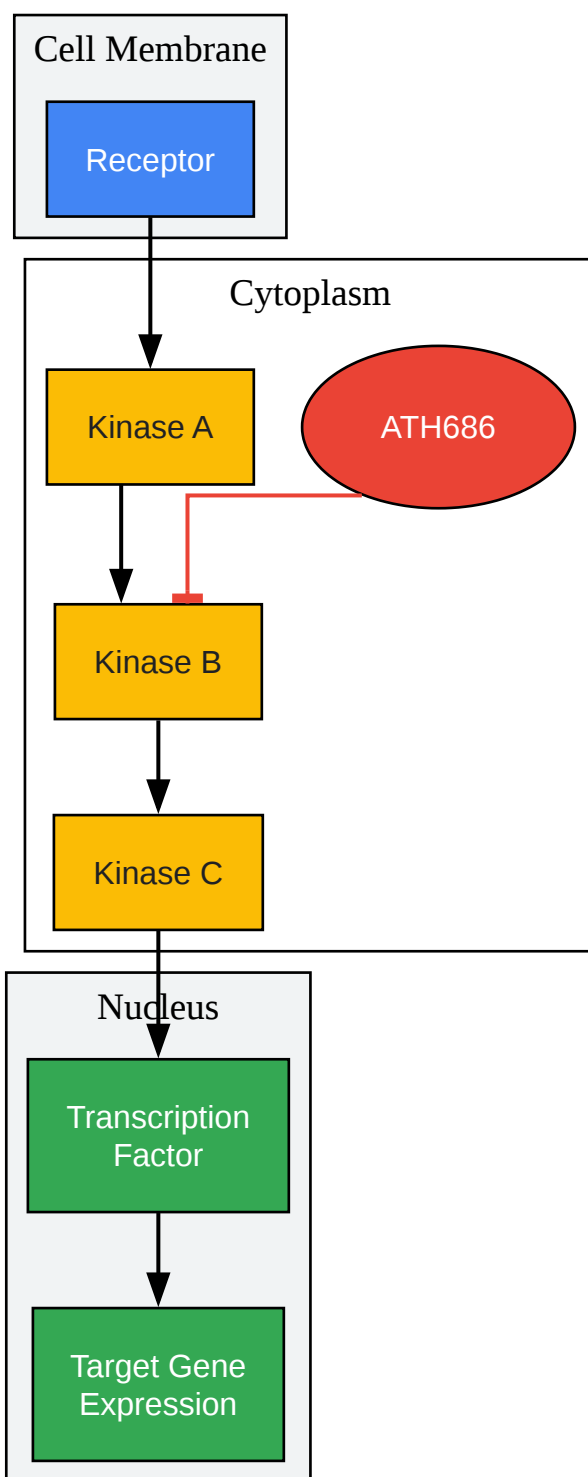 Cell Membrane
Receptor
Cytoplasm
Kinase A
ATH686
Kinase B
Kinase C
Nucleus
Transcription
Factor
Target Gene
Expression